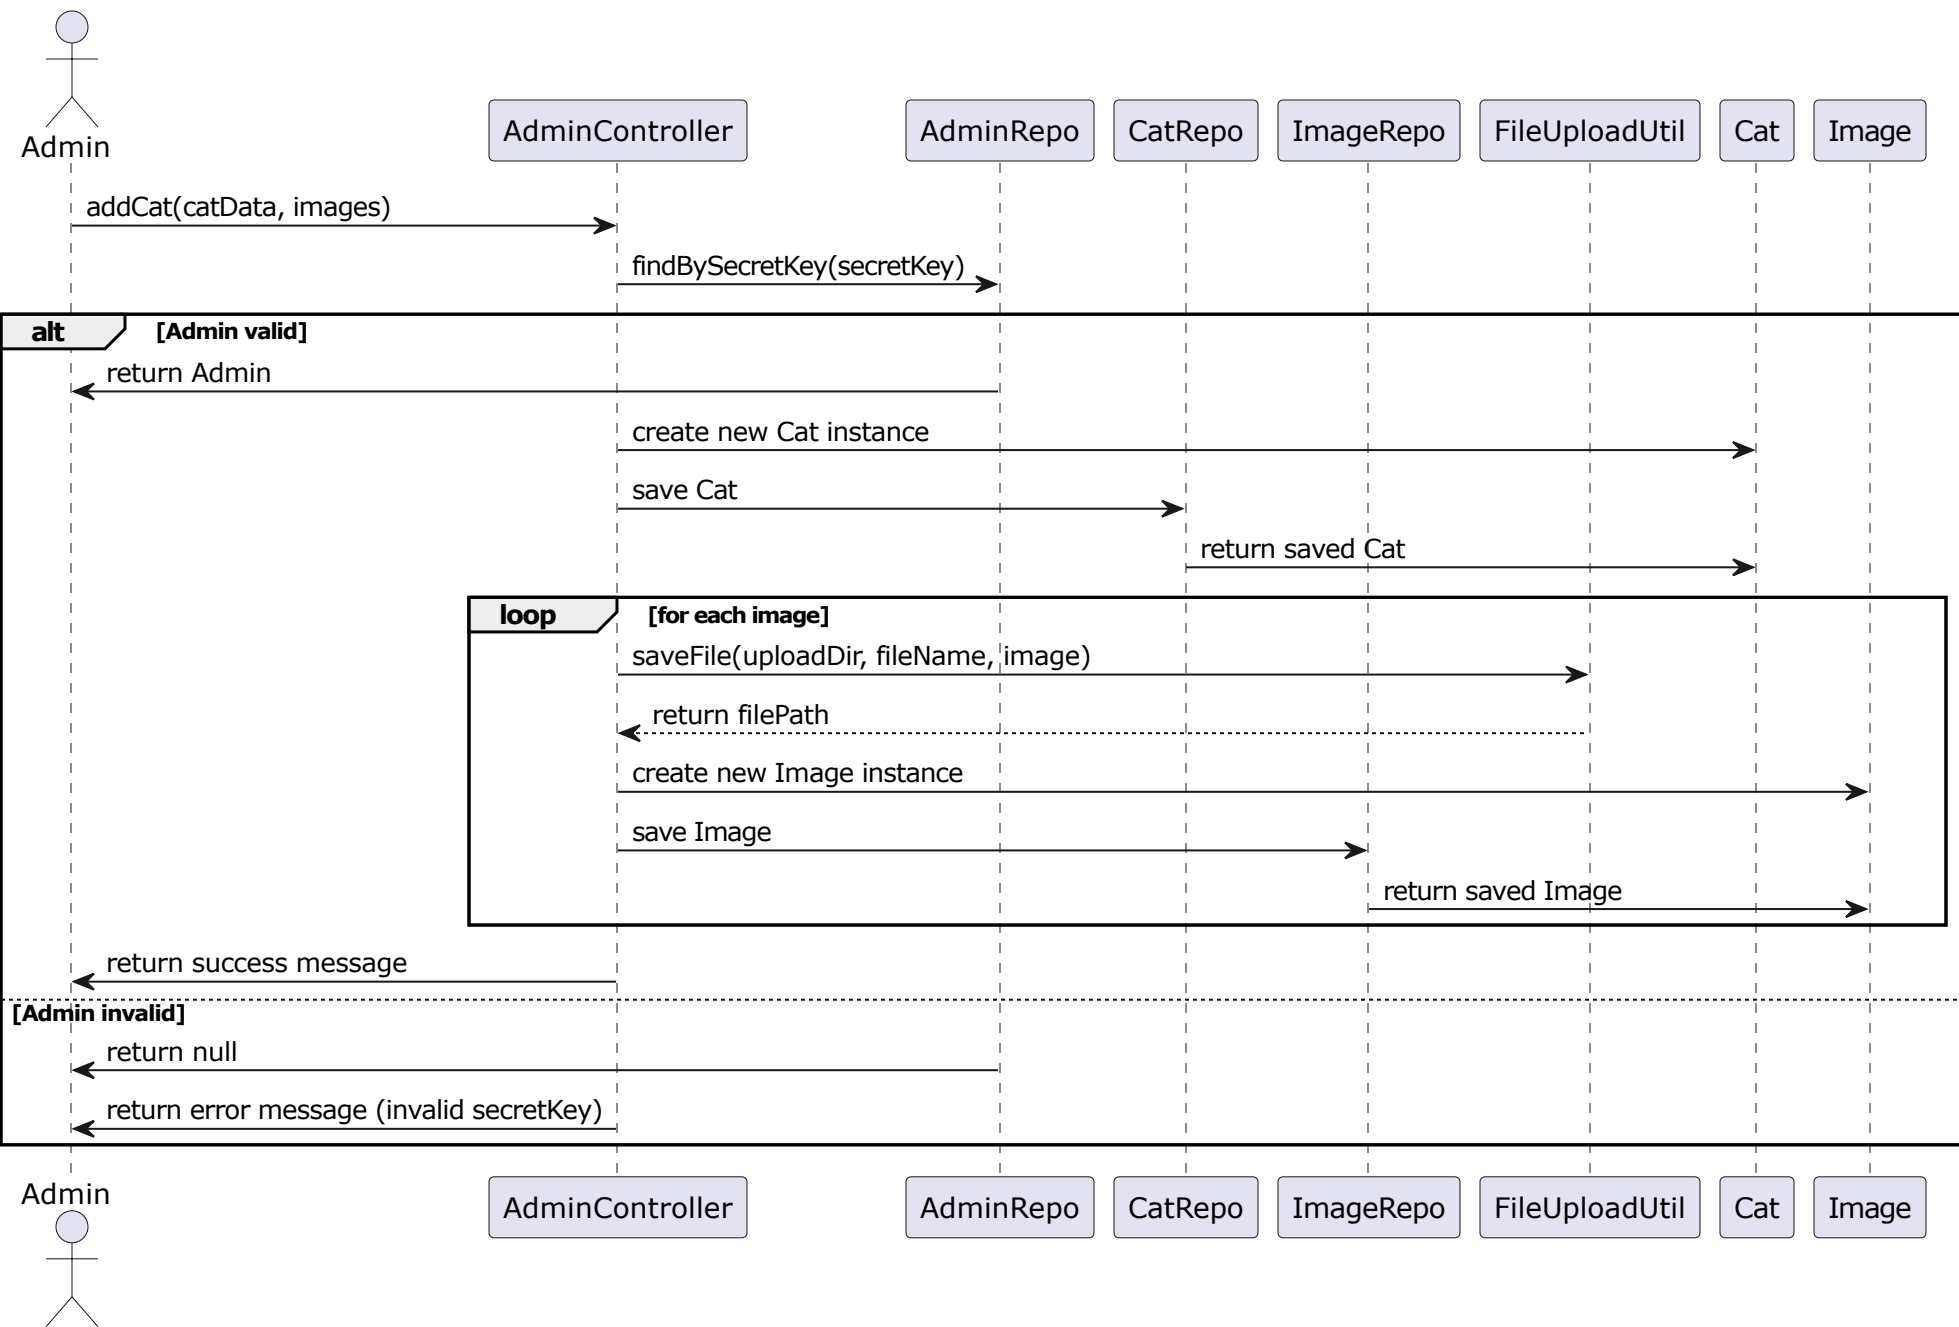 Admin
AdminController
AdminRepo
CatRepo
ImageRepo
FileUploadUtil
Cat
Image
addCat(catData, images)
findBySecretKey(secretKey)
alt
[Admin valid]
return Admin
create new Cat instance
save Cat
return saved Cat
loop
[for each image]
saveFile(uploadDir, fileName, image)
return filePath
create new Image instance
save Image
return saved Image
return success message
[Admin invalid]
return null
return error message (invalid secretKey)
Admin
AdminController
AdminRepo
CatRepo
ImageRepo
FileUploadUtil
Cat
Image